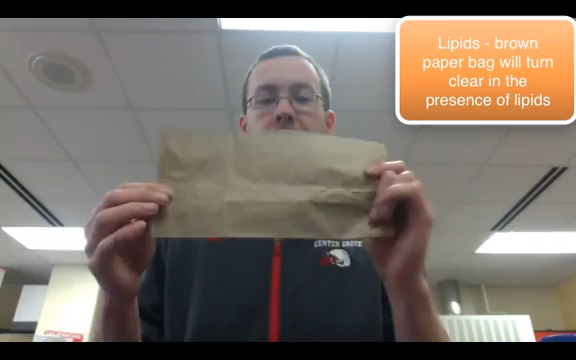 Lipids - brown
paper bag will turn
clear in the
presence of lipids
CENTER GROVE